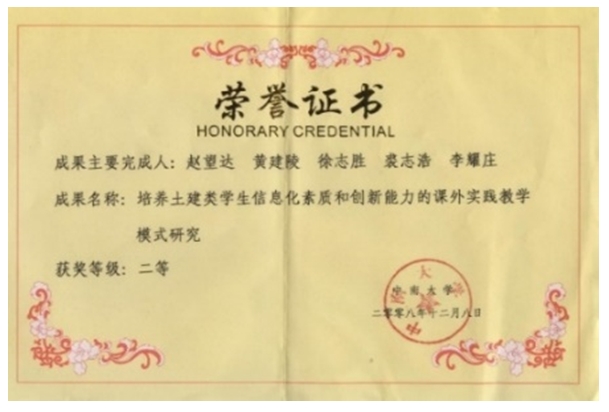 荣誉证书
HONORARY CREDENTIAL
成果主要完成人：赵望达 黄建陵 徐志胜 裘志浩 李耀庄
成果名称：培养土建类学生信息化素质和创新能力的课外实践教学
模式研究
获奖等级：二等
中南大学
二零零八年十二月八日